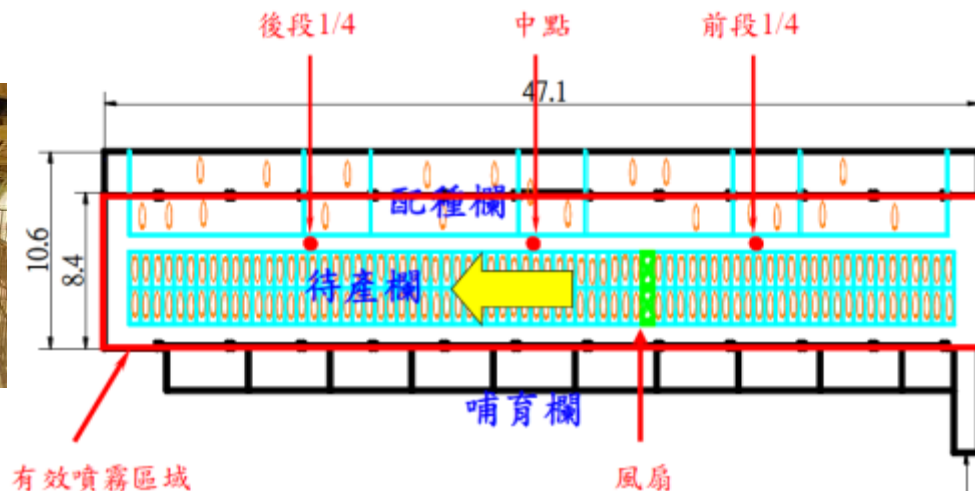 後段1/4
中點
前段1/4
47.1
配種欄
10.6
8.4
待產欄
哺育欄
有效噴霧區域
風扇